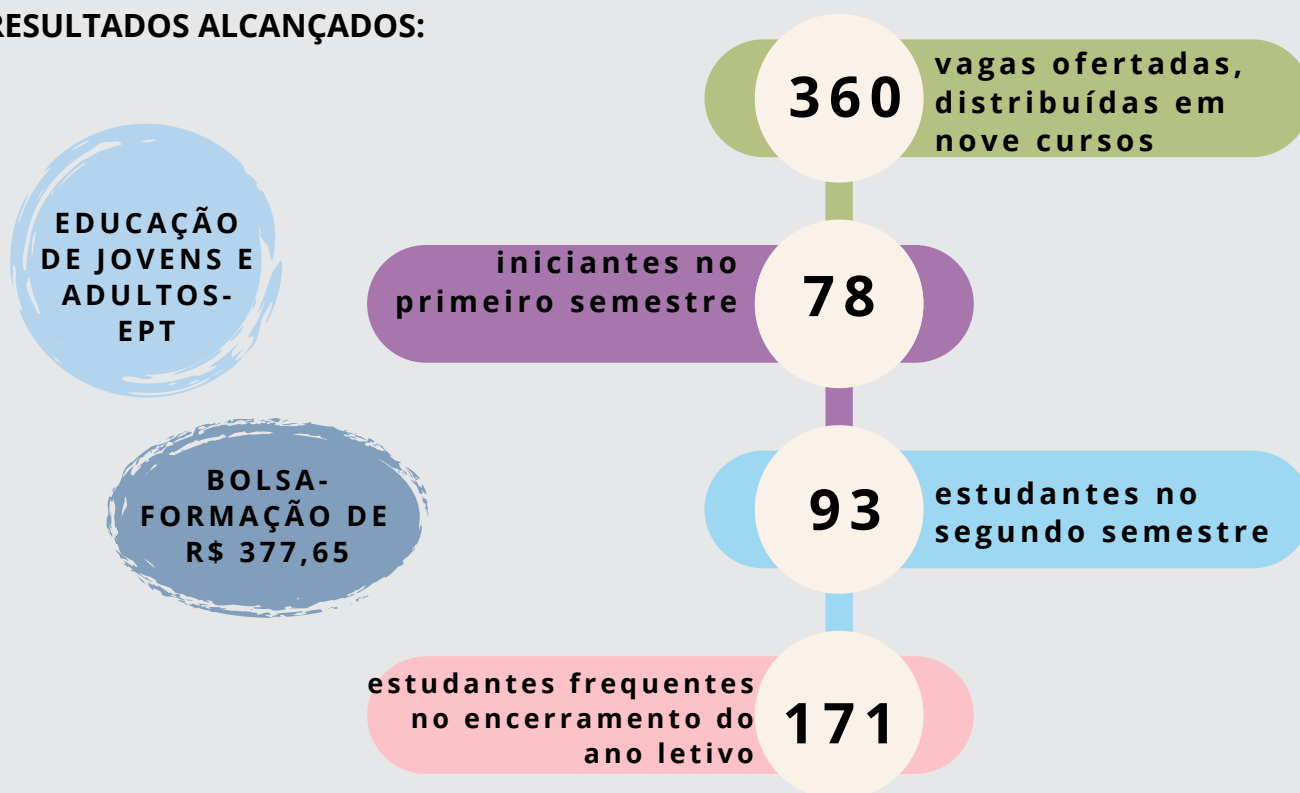 RESULTADOS ALCANÇADOS:
EDUCAÇÃO
DE JOVENS E
ADULTOS-
EPT
BOLSA-
FORMAÇÃO DE
R$ 377,65
360
vagas ofertadas,
distribuídas em
nove cursos
iniciantes no
primeiro semestre
78
93
estudantes no
segundo semestre
estudantes frequentes
no encerramento do
ano letivo
171